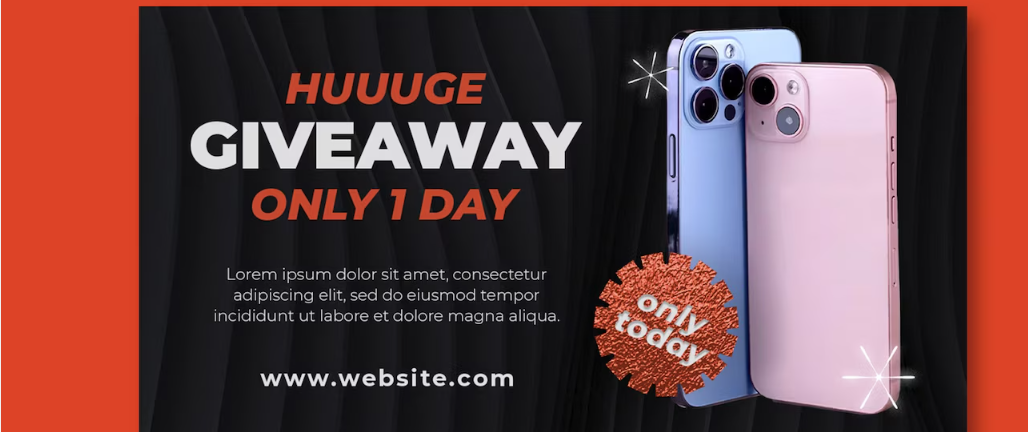 HUUUGE
GIVEAWAY
ONLY 1 DAY
Lorem ipsum dolor sit amet, consectetur
adipiscing elit, sed do eiusmod tempor
incididunt ut labore et dolore magna aliqua.
www.website.com
only
today